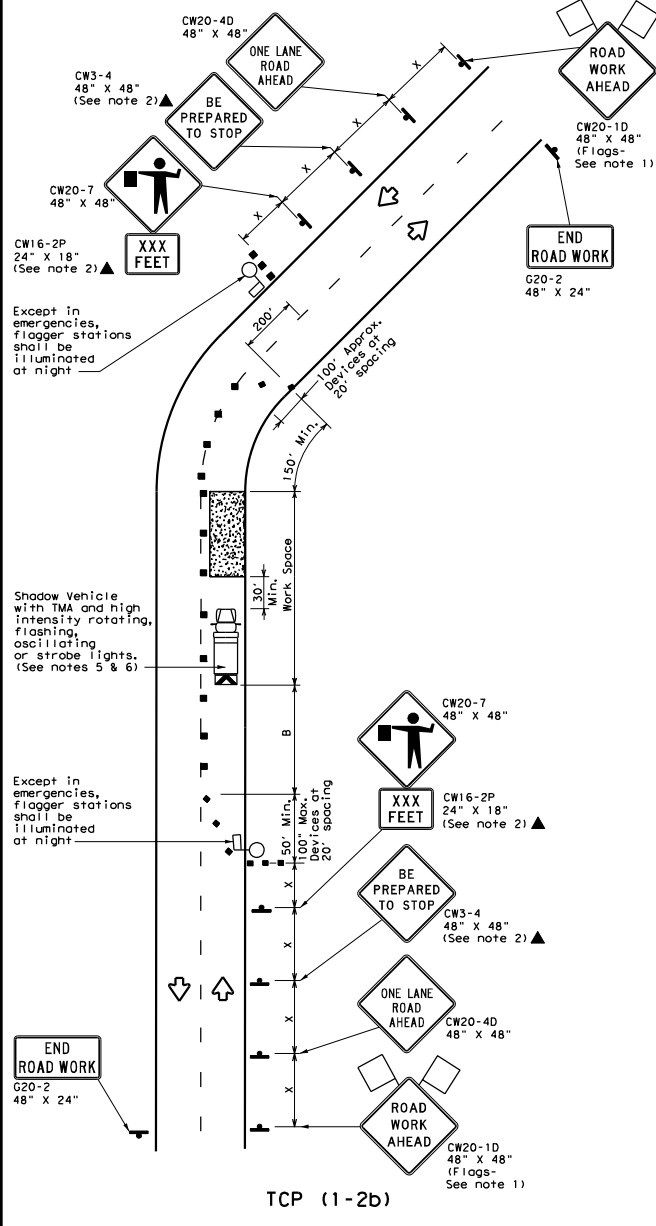 CW20-4D
48" X 48"
ONE LANE
ROAD
AHEAD
CW3-4
48" X 48"
(See note 2)▲
BE
PREPARED
TO STOP
CW20-7
48" X 48"
CW16-2P
24" X 18"
(See note 2)▲
XXX
FEET
X
X
X
X
ROAD
WORK
AHEAD
CW20-1D
48" X 48"
(Flags-
See note 1)
END
ROAD WORK
G20-2
48" X 24"
Except in
emergencies,
flagger stations
shall be
illuminated
at night
200'
100' Approx.
Devices at
20' spacing
150' Min.
Work Space
30'
Min.
Shadow Vehicle
with TMA and high
intensity rotating,
flashing,
oscillating
or strobe lights.
(See notes 5 & 6)
B
Except in
emergencies,
flagger stations
shall be
illuminated
at night
50' Min.
100" Max.
Devices at
20' spacing
CW20-7
48" X 48"
XXX
FEET
CW16-2P
24" X 18"
(See note 2)▲
X
BE
PREPARED
TO STOP
CW3-4
48" X 48"
(See note 2)▲
X
ONE LANE
ROAD
AHEAD
CW20-4D
48" X 48"
X
X
ROAD
WORK
AHEAD
CW20-1D
48" X 48"
(Flags-
See note 1)
END
ROAD WORK
G20-2
48" X 24"
TCP (1-2b)